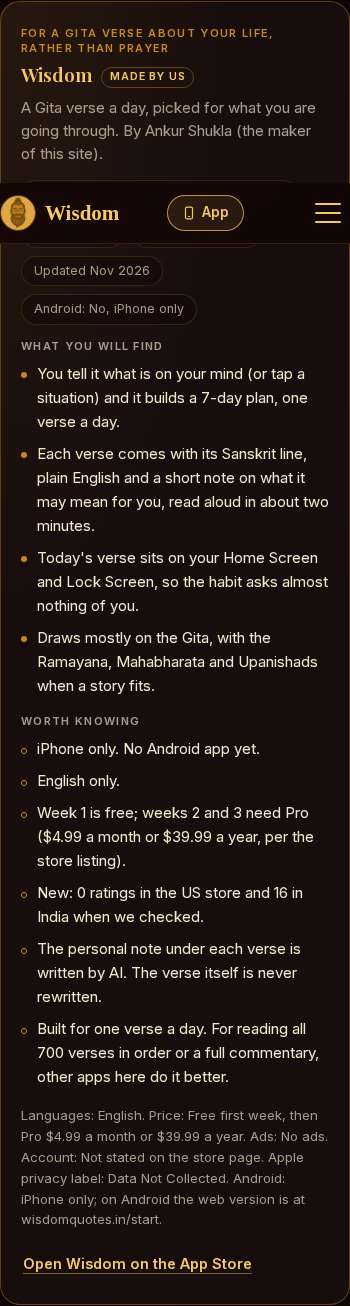 FOR A GITA VERSE ABOUT YOUR LIFE,
RATHER THAN PRAYER
Wisdom MADE BY US
A Gita verse a day, picked for what you are
going through. By Ankur Shukla (the maker
of this site).
Wisdom App
Updated Nov 2026
Android: No, iPhone only
WHAT YOU WILL FIND
You tell it what is on your mind (or tap a
situation) and it builds a 7-day plan, one
verse a day.
Each verse comes with its Sanskrit line,
plain English and a short note on what it
may mean for you, read aloud in about two
minutes.
Today's verse sits on your Home Screen
and Lock Screen, so the habit asks almost
nothing of you.
Draws mostly on the Gita, with the
Ramayana, Mahabharata and Upanishads
when a story fits.
WORTH KNOWING
iPhone only. No Android app yet.
English only.
Week 1 is free; weeks 2 and 3 need Pro
($4.99 a month or $39.99 a year, per the
store listing).
New: 0 ratings in the US store and 16 in
India when we checked.
The personal note under each verse is
written by AI. The verse itself is never
rewritten.
Built for one verse a day. For reading all
700 verses in order or a full commentary,
other apps here do it better.
Languages: English. Price: Free first week, then
Pro $4.99 a month or $39.99 a year. Ads: No ads.
Account: Not stated on the store page. Apple
privacy label: Data Not Collected. Android:
iPhone only; on Android the web version is at
wisdomquotes.in/start.
Open Wisdom on the App Store